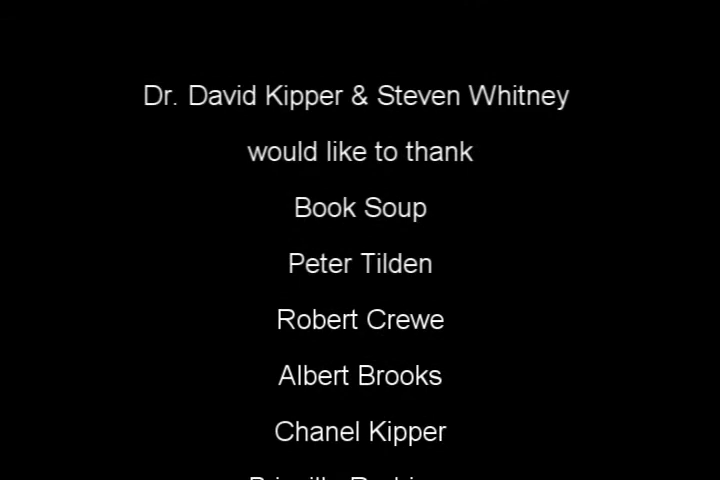 Dr. David Kipper & Steven Whitney
would like to thank
Book Soup
Peter Tilden
Robert Crewe
Albert Brooks
Chanel Kipper